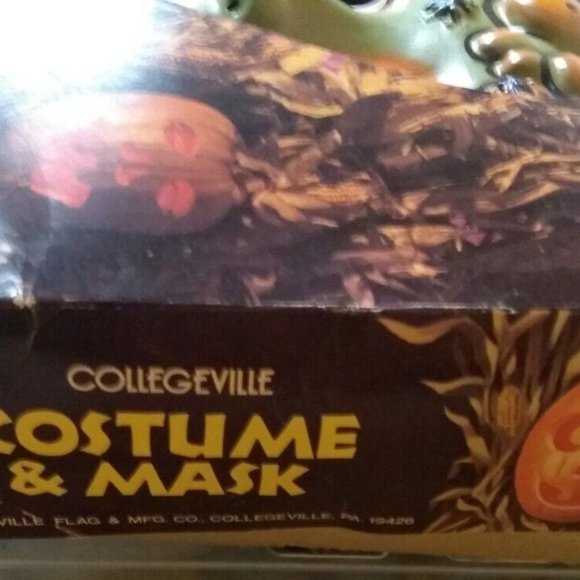 COLLEGEVILLE
COSTUME
& MASK
VILLE FLAG & MFG. CO., COLLEGEVILLE, PA. 19426